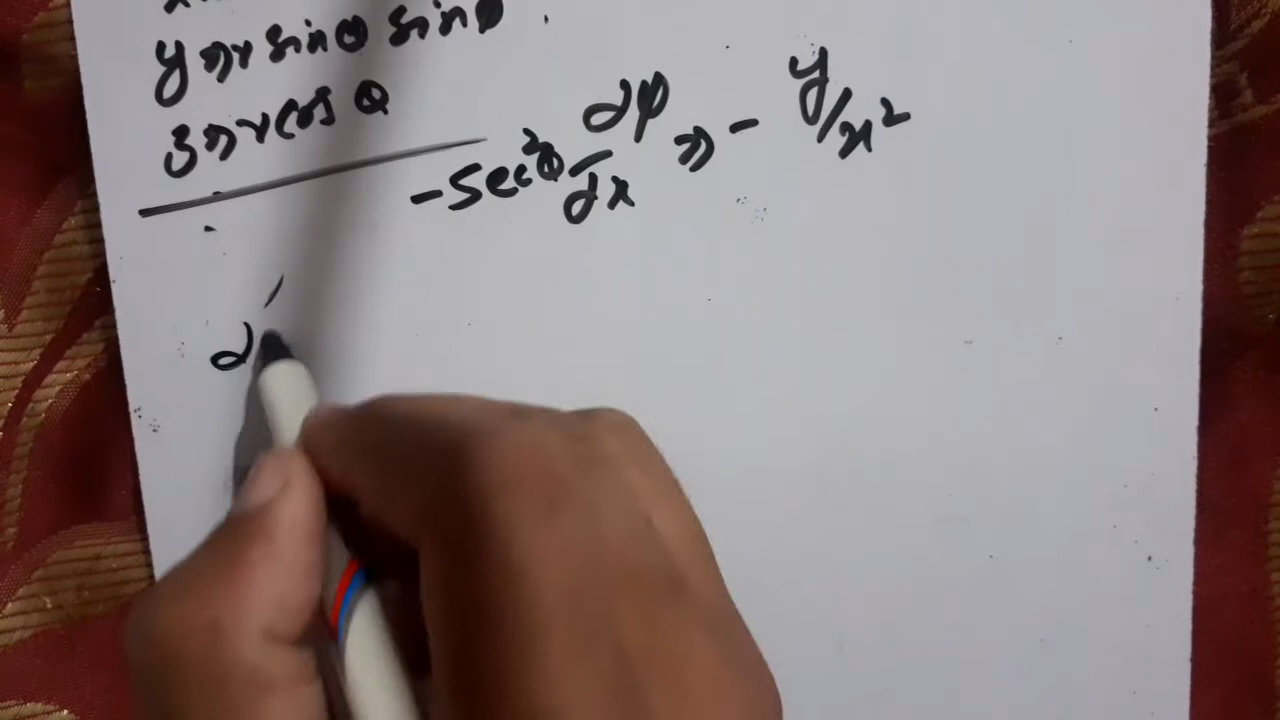 y = r sinθ sinφ
z = r cosθ
-sec²φ ∂φ/∂x = - y/x²
∂